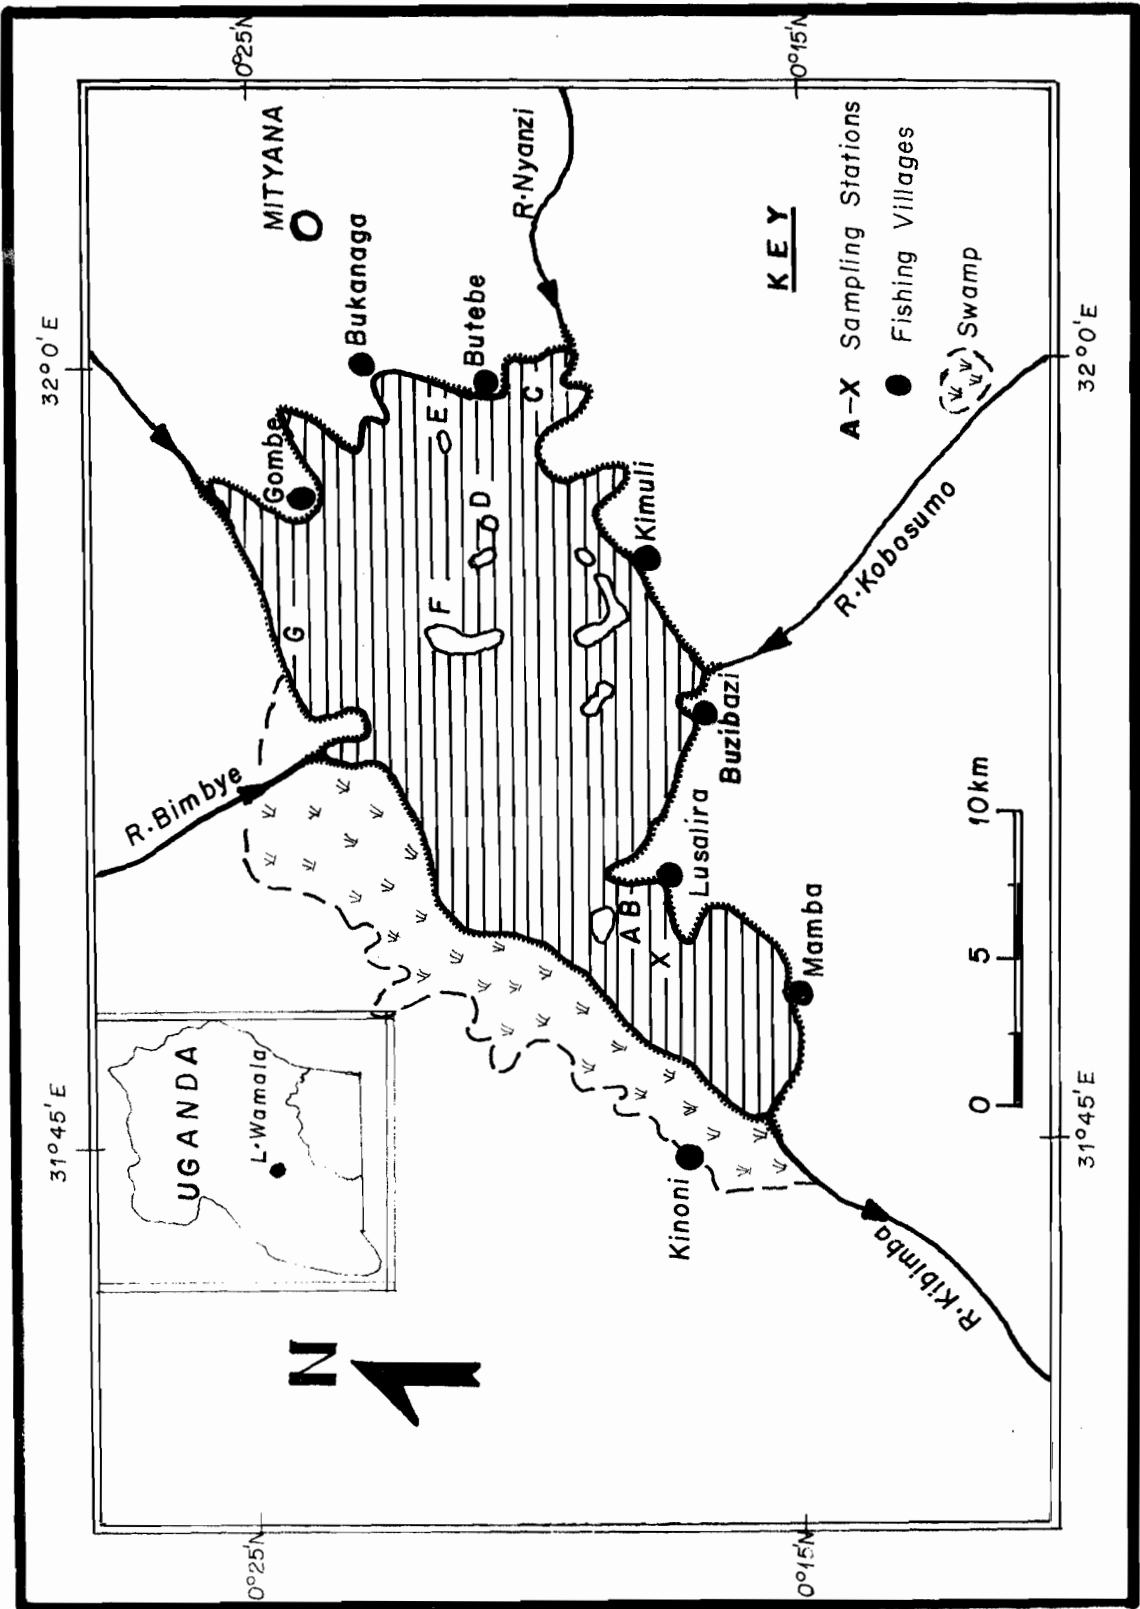 31°45'E
32°0'E
0°25'N
0°25'N
UGANDA
L·Wamala
N
R·Bimbye
MITYANA
Gombe
Bukanaga
G
F
E
Butebe
D
C
R·Nyanzi
A B
X
Kinoni
Lusalira
Buzibazi
Kimuli
Mamba
R·Kibimba
R·Kobosumo
KEY
A–X Sampling Stations
Fishing Villages
Swamp
0 5 10km
0°15'N
0°15'N
31°45'E
32°0'E